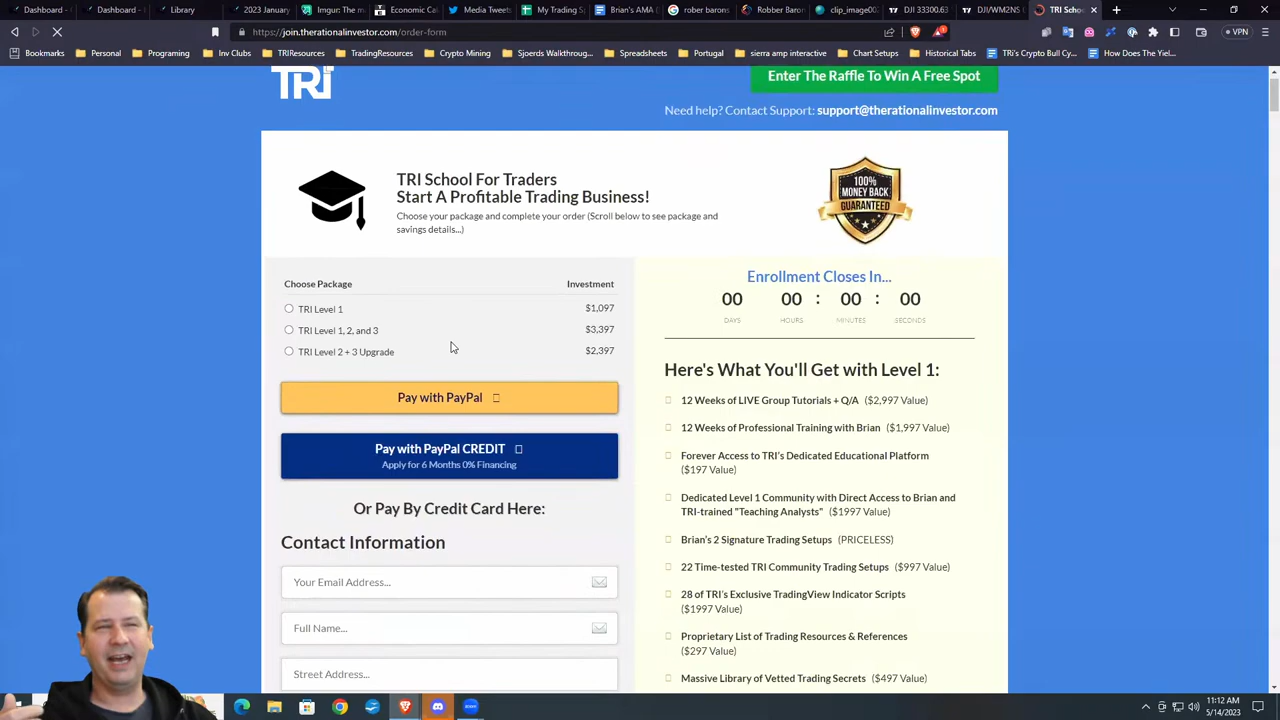 Dashboard
Library
2023 January
Insigne: The M
Economic Cale
Media Tweets
My Trading Sp
Brian's AMA
rober barons
Robber Baron
clip_image002
DJI 33300.63
DJI/WM2NS
TRI School
https://join.therationalinvestor.com/order-form
VPN
Bookmarks
Personal
Programing
Inv Guides
Crypto Mining
Sjoerds Walkthroug...
Spreadsheets
Portugal
sierra amp interactive
Chart Setups
Historical Tabs
TRi's Crypto Bull Cy...
How Does The Yiel...
TRi
Enter The Raffle To Win A Free Spot
Need help? Contact Support: support@therationalinvestor.com
TRI School For Traders
Start A Profitable Trading Business!
Choose your package and complete your order (Scroll below to see package and
savings details...)
100%
MONEY BACK
GUARANTEED
Choose Package Investment
TRI Level 1 $1,097
TRI Level 1, 2, and 3 $3,397
TRI Level 2 + 3 Upgrade $2,397
Pay with PayPal
Pay with PayPal CREDIT
Apply for 6 Months 0% Financing
Or Pay By Credit Card Here:
Contact Information
Your Email Address...
Full Name...
Street Address...
Enrollment Closes In...
00 00 : 00 : 00
DAYS HOURS MINUTES SECONDS
Here's What You'll Get with Level 1:
12 Weeks of LIVE Group Tutorials + Q/A ($2,997 Value)
12 Weeks of Professional Training with Brian ($1,997 Value)
Forever Access to TRI's Dedicated Educational Platform
($197 Value)
Dedicated Level 1 Community with Direct Access to Brian and
TRI-trained "Teaching Analysts" ($1997 Value)
Brian's 2 Signature Trading Setups (PRICELESS)
22 Time-tested TRI Community Trading Setups ($997 Value)
28 of TRI's Exclusive TradingView Indicator Scripts
($1997 Value)
Proprietary List of Trading Resources & References
($297 Value)
Massive Library of Vetted Trading Secrets ($497 Value)
11:12 AM
5/14/2023